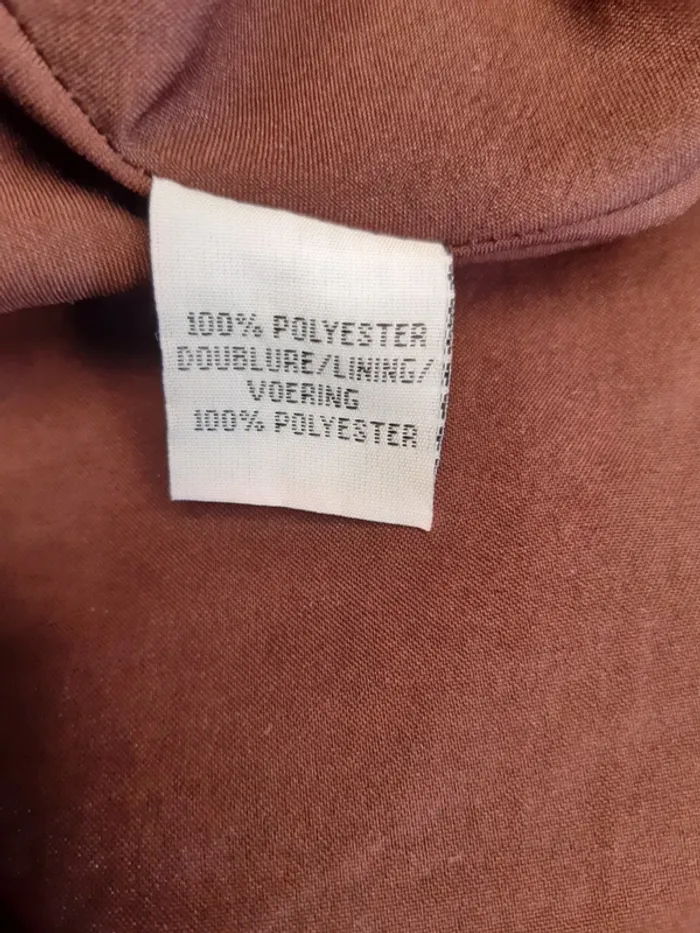 100% POLYESTER
DOUBLURE/LINING/
VOERING
100% POLYESTER